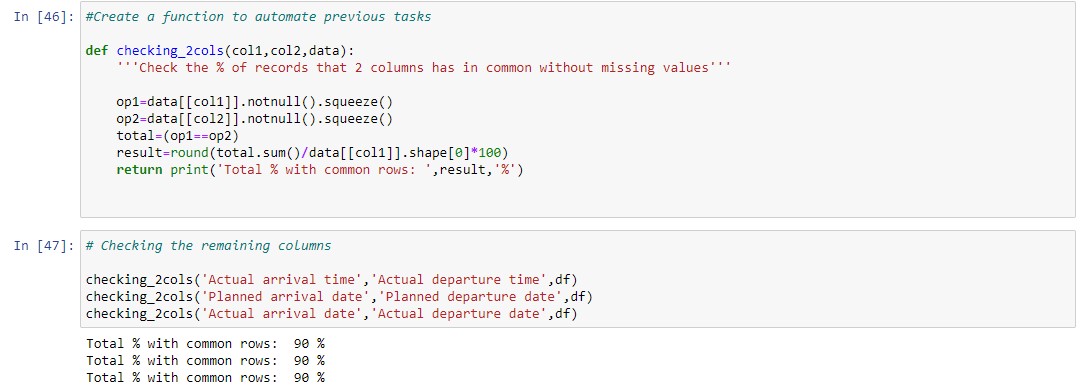 In [46]: #Create a function to automate previous tasks
def checking_2cols(col1,col2,data):
'''Check the % of records that 2 columns has in common without missing values'''
op1=data[[col1]].notnull().squeeze()
op2=data[[col2]].notnull().squeeze()
total=(op1==op2)
result=round(total.sum()/data[[col1]].shape[0]*100)
return print('Total % with common rows: ',result,'%')
In [47]: # Checking the remaining columns
checking_2cols('Actual arrival time','Actual departure time',df)
checking_2cols('Planned arrival date','Planned departure date',df)
checking_2cols('Actual arrival date','Actual departure date',df)
Total % with common rows:  90 %
Total % with common rows:  90 %
Total % with common rows:  90 %